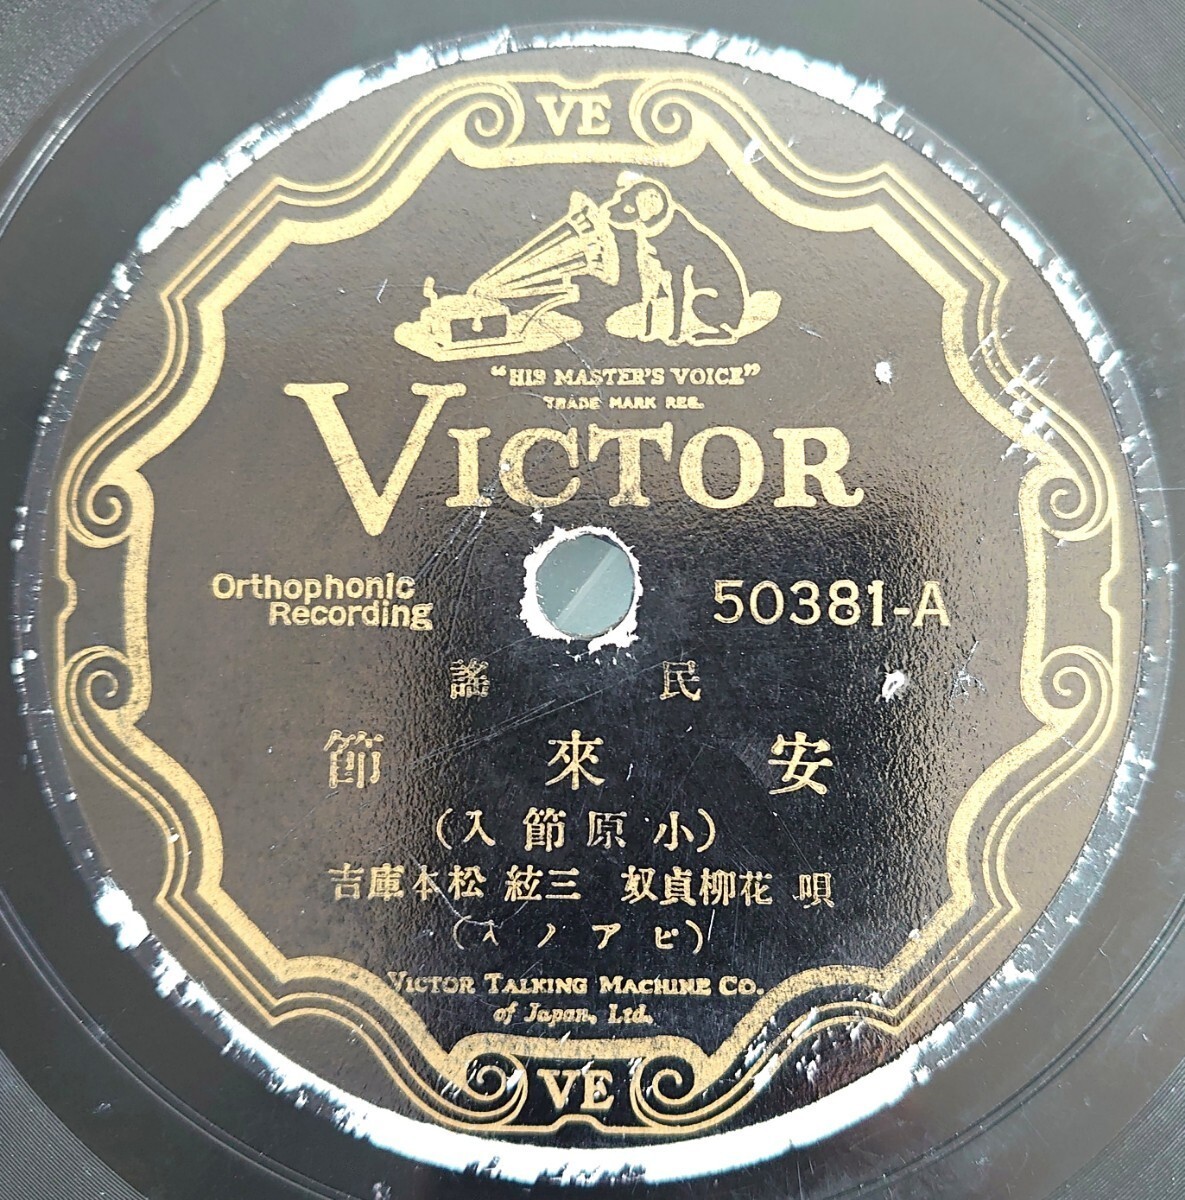 VE
"HIS MASTER'S VOICE"
TRADE MARK REG.
VICTOR
Orthophonic
Recording
50381-A
民謠
安來節
(小原節入)
唄 花柳貞奴 三絃 松本庫吉
(ピアノ入)
VICTOR TALKING MACHINE CO.
of Japan, Ltd.
VE